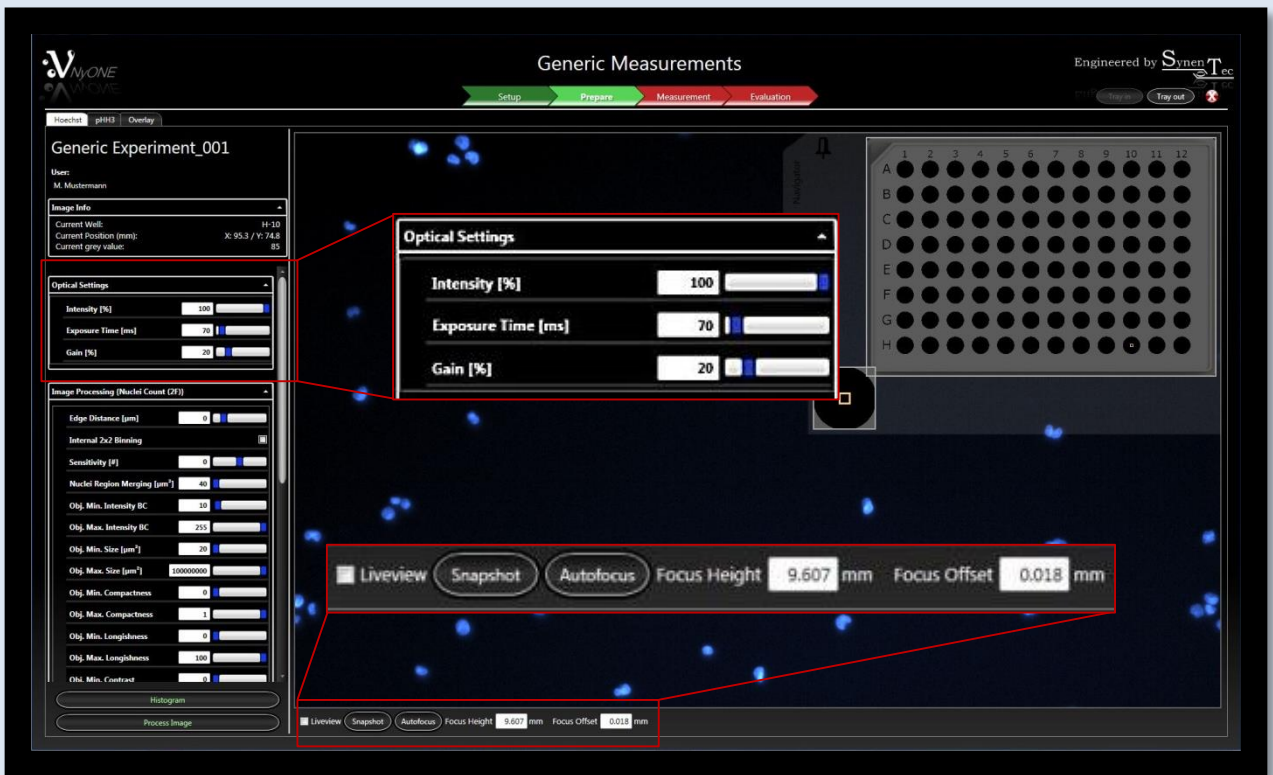 NyONE
Generic Measurements
Engineered by SynenTec
Setup Prepare Measurement Evaluation
Tray in Tray out
Hoechst pHH3 Overlay
Generic Experiment_001
User:
M. Mustermann
Image Info
Current Well: H-10
Current Position (mm): X: 95.3 / Y: 74.8
Current grey value: 85
Optical Settings
Intensity [%] 100
Exposure Time [ms] 70
Gain [%] 20
Image Processing (Nuclei Count (2F))
Edge Distance [µm] 0
Internal 2x2 Binning
Sensitivity [#] 0
Nuclei Region Merging [µm²] 40
Obj. Min. Intensity BC 10
Obj. Max. Intensity BC 255
Obj. Min. Size [µm²] 20
Obj. Max. Size [µm²] 100000000
Obj. Min. Compactness 0
Obj. Max. Compactness 1
Obj. Min. Longishness 0
Obj. Max. Longishness 100
Obj. Min. Contrast 0
Histogram
Process Image
Navigator
1 2 3 4 5 6 7 8 9 10 11 12
A
B
C
D
E
F
G
H
Optical Settings
Intensity [%] 100
Exposure Time [ms] 70
Gain [%] 20
Liveview Snapshot Autofocus Focus Height 9.607 mm Focus Offset 0.018 mm
Liveview Snapshot Autofocus Focus Height 9.607 mm Focus Offset 0.018 mm